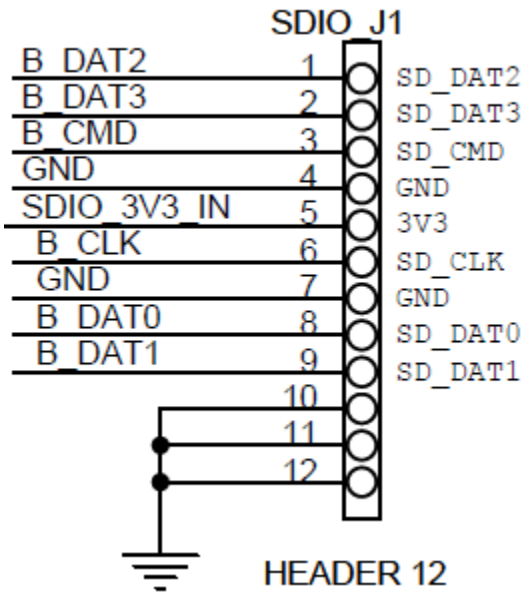 SDIO_J1
B_DAT2 1 SD_DAT2
B_DAT3 2 SD_DAT3
B_CMD 3 SD_CMD
GND 4 GND
SDIO_3V3_IN 5 3V3
B_CLK 6 SD_CLK
GND 7 GND
B_DAT0 8 SD_DAT0
B_DAT1 9 SD_DAT1
10
11
12
HEADER 12